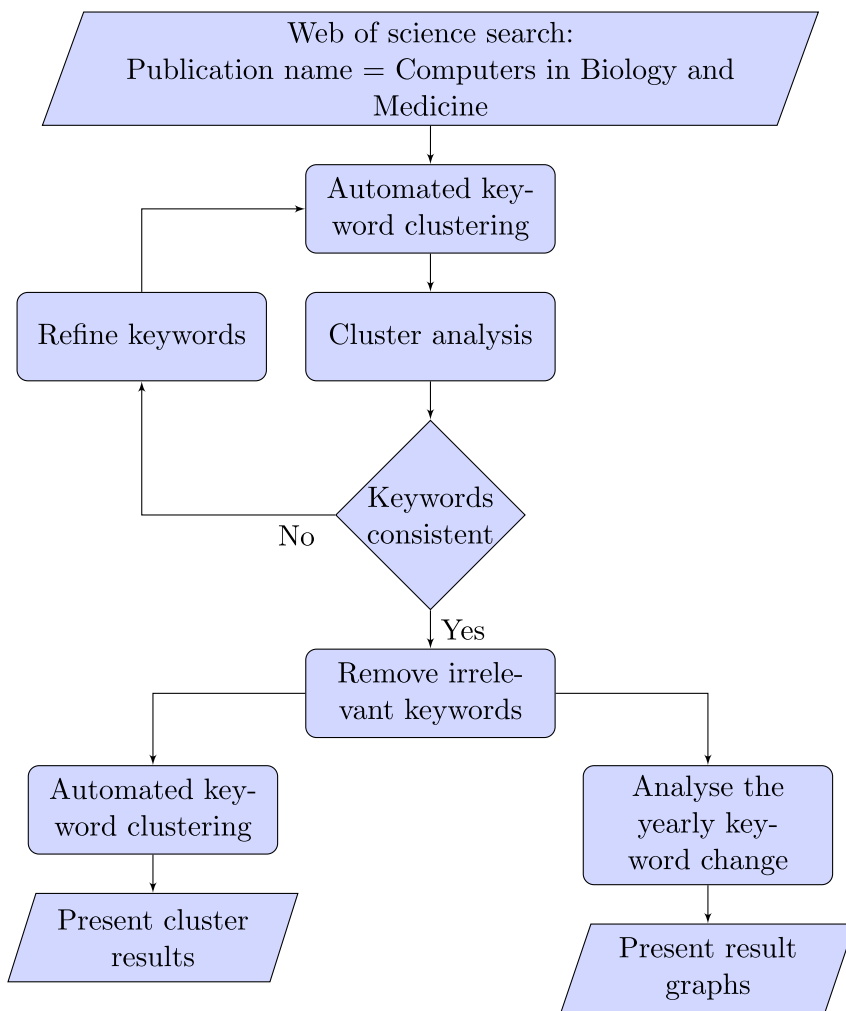 Web of science search:
Publication name = Computers in Biology and
Medicine
Automated key-
word clustering
Refine keywords
Cluster analysis
Keywords
consistent
No
Yes
Remove irrele-
vant keywords
Automated key-
word clustering
Analyse the
yearly key-
word change
Present cluster
results
Present result
graphs